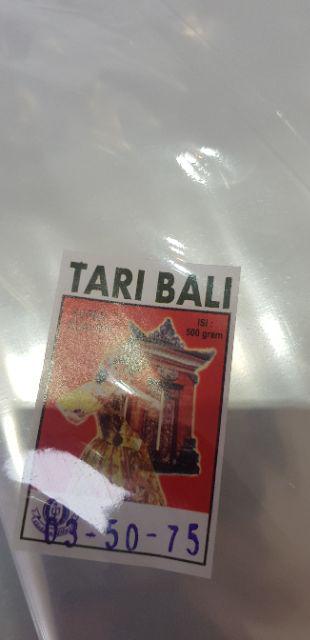 TARI BALI
ISI :
500 gram
03-50-75